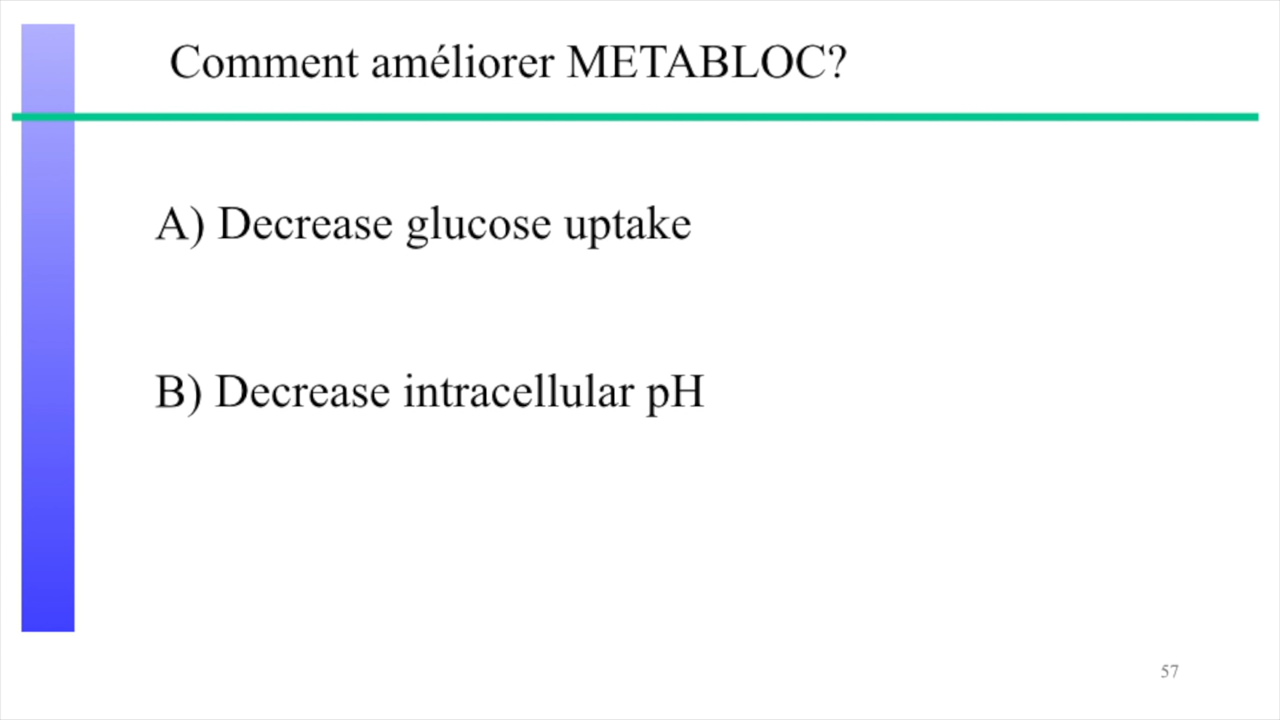 Comment améliorer METABLOC?
A) Decrease glucose uptake
B) Decrease intracellular pH
57